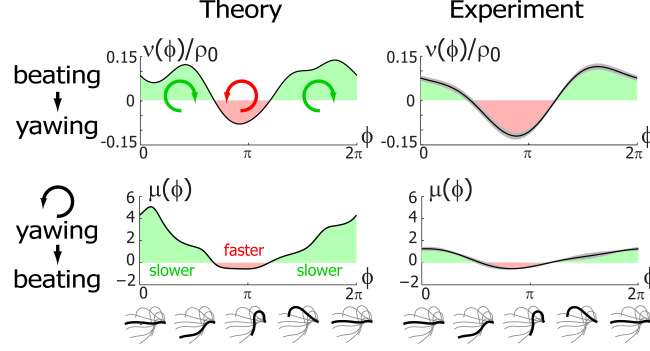 Theory
Experiment
beating
yawing
ν(ϕ)/ρ0
0.15
0
-0.15
0
π
2π
ϕ
ν(ϕ)/ρ0
0.15
0
-0.15
0
π
2π
ϕ
yawing
beating
μ(ϕ)
6
4
2
0
−2
slower
faster
slower
0
π
2π
ϕ
μ(ϕ)
6
4
2
0
−2
0
π
2π
ϕ